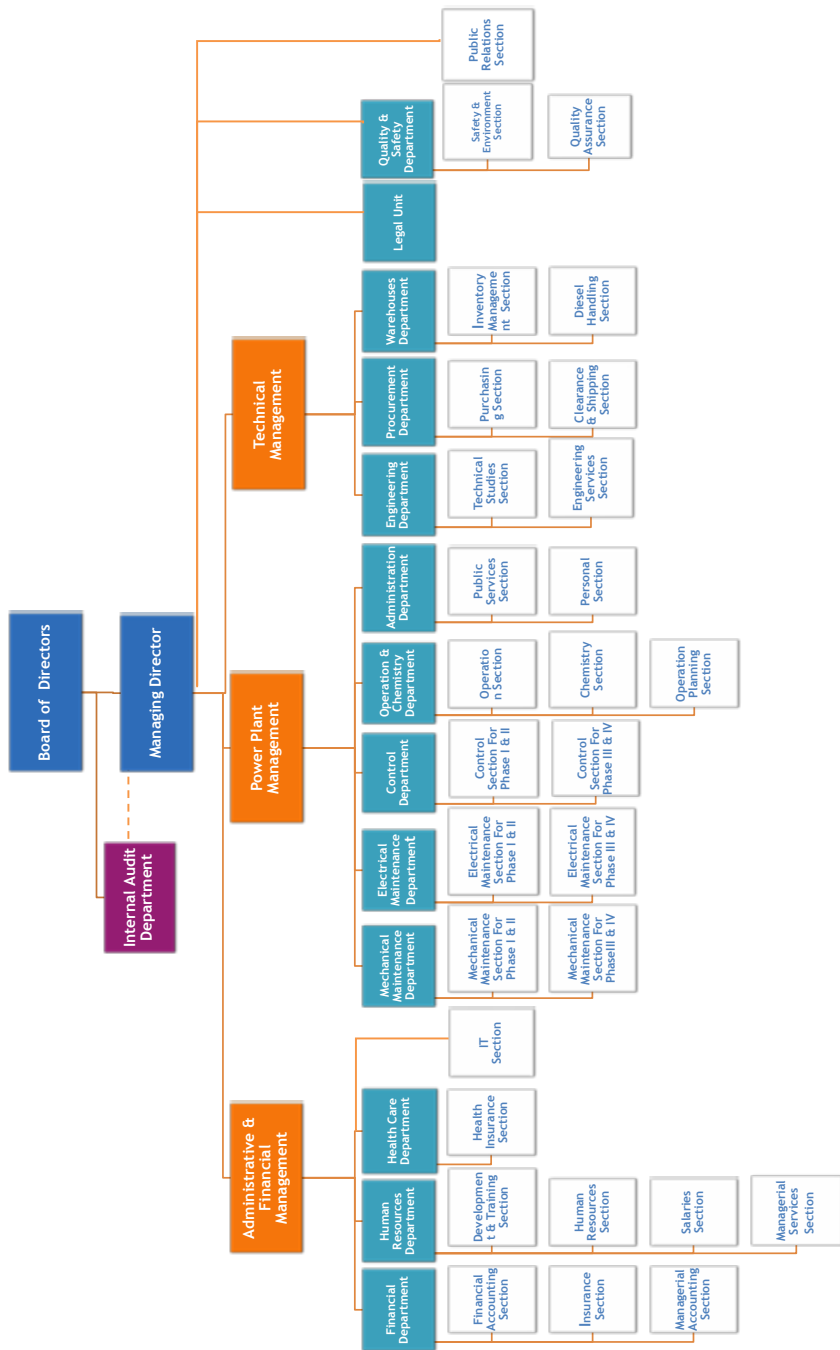 Board of  Directors
Internal Audit
Department
Managing Director
Administrative &
Financial
Management
Power Plant
Management
Technical
Management
Financial
Department
Human
Resources
Department
Health Care
Department
Mechanical
Maintenance
Department
Electrical
Maintenance
Department
Control
Department
Operation &
Chemistry
Department
Administration
Department
Engineering
Department
Procurement
Department
Warehouses
Department
Legal Unit
Quality &
Safety
Department
Financial
Accounting
Section
Developmen
t & Training
Section
Health
Insurance
Section
IT
Section
Mechanical
Maintenance
Section For
Phase I & II
Electrical
Maintenance
Section For
Phase I & II
Control
Section For
Phase I & II
Operatio
n Section
Public
Services
Section
Technical
Studies
Section
Purchasin
g Section
Inventory
Manageme
nt  Section
Safety &
Environment
Section
Public
Relations
Section
Insurance
Section
Human
Resources
Section
Mechanical
Maintenance
Section For
PhaseIII & IV
Electrical
Maintenance
Section For
Phase III & IV
Control
Section For
Phase III & IV
Chemistry
Section
Personal
Section
Engineering
Services
Section
Clearance
& Shipping
Section
Diesel
Handling
Section
Quality
Assurance
Section
Managerial
Accounting
Section
Salaries
Section
Operation
Planning
Section
Managerial
Services
Section